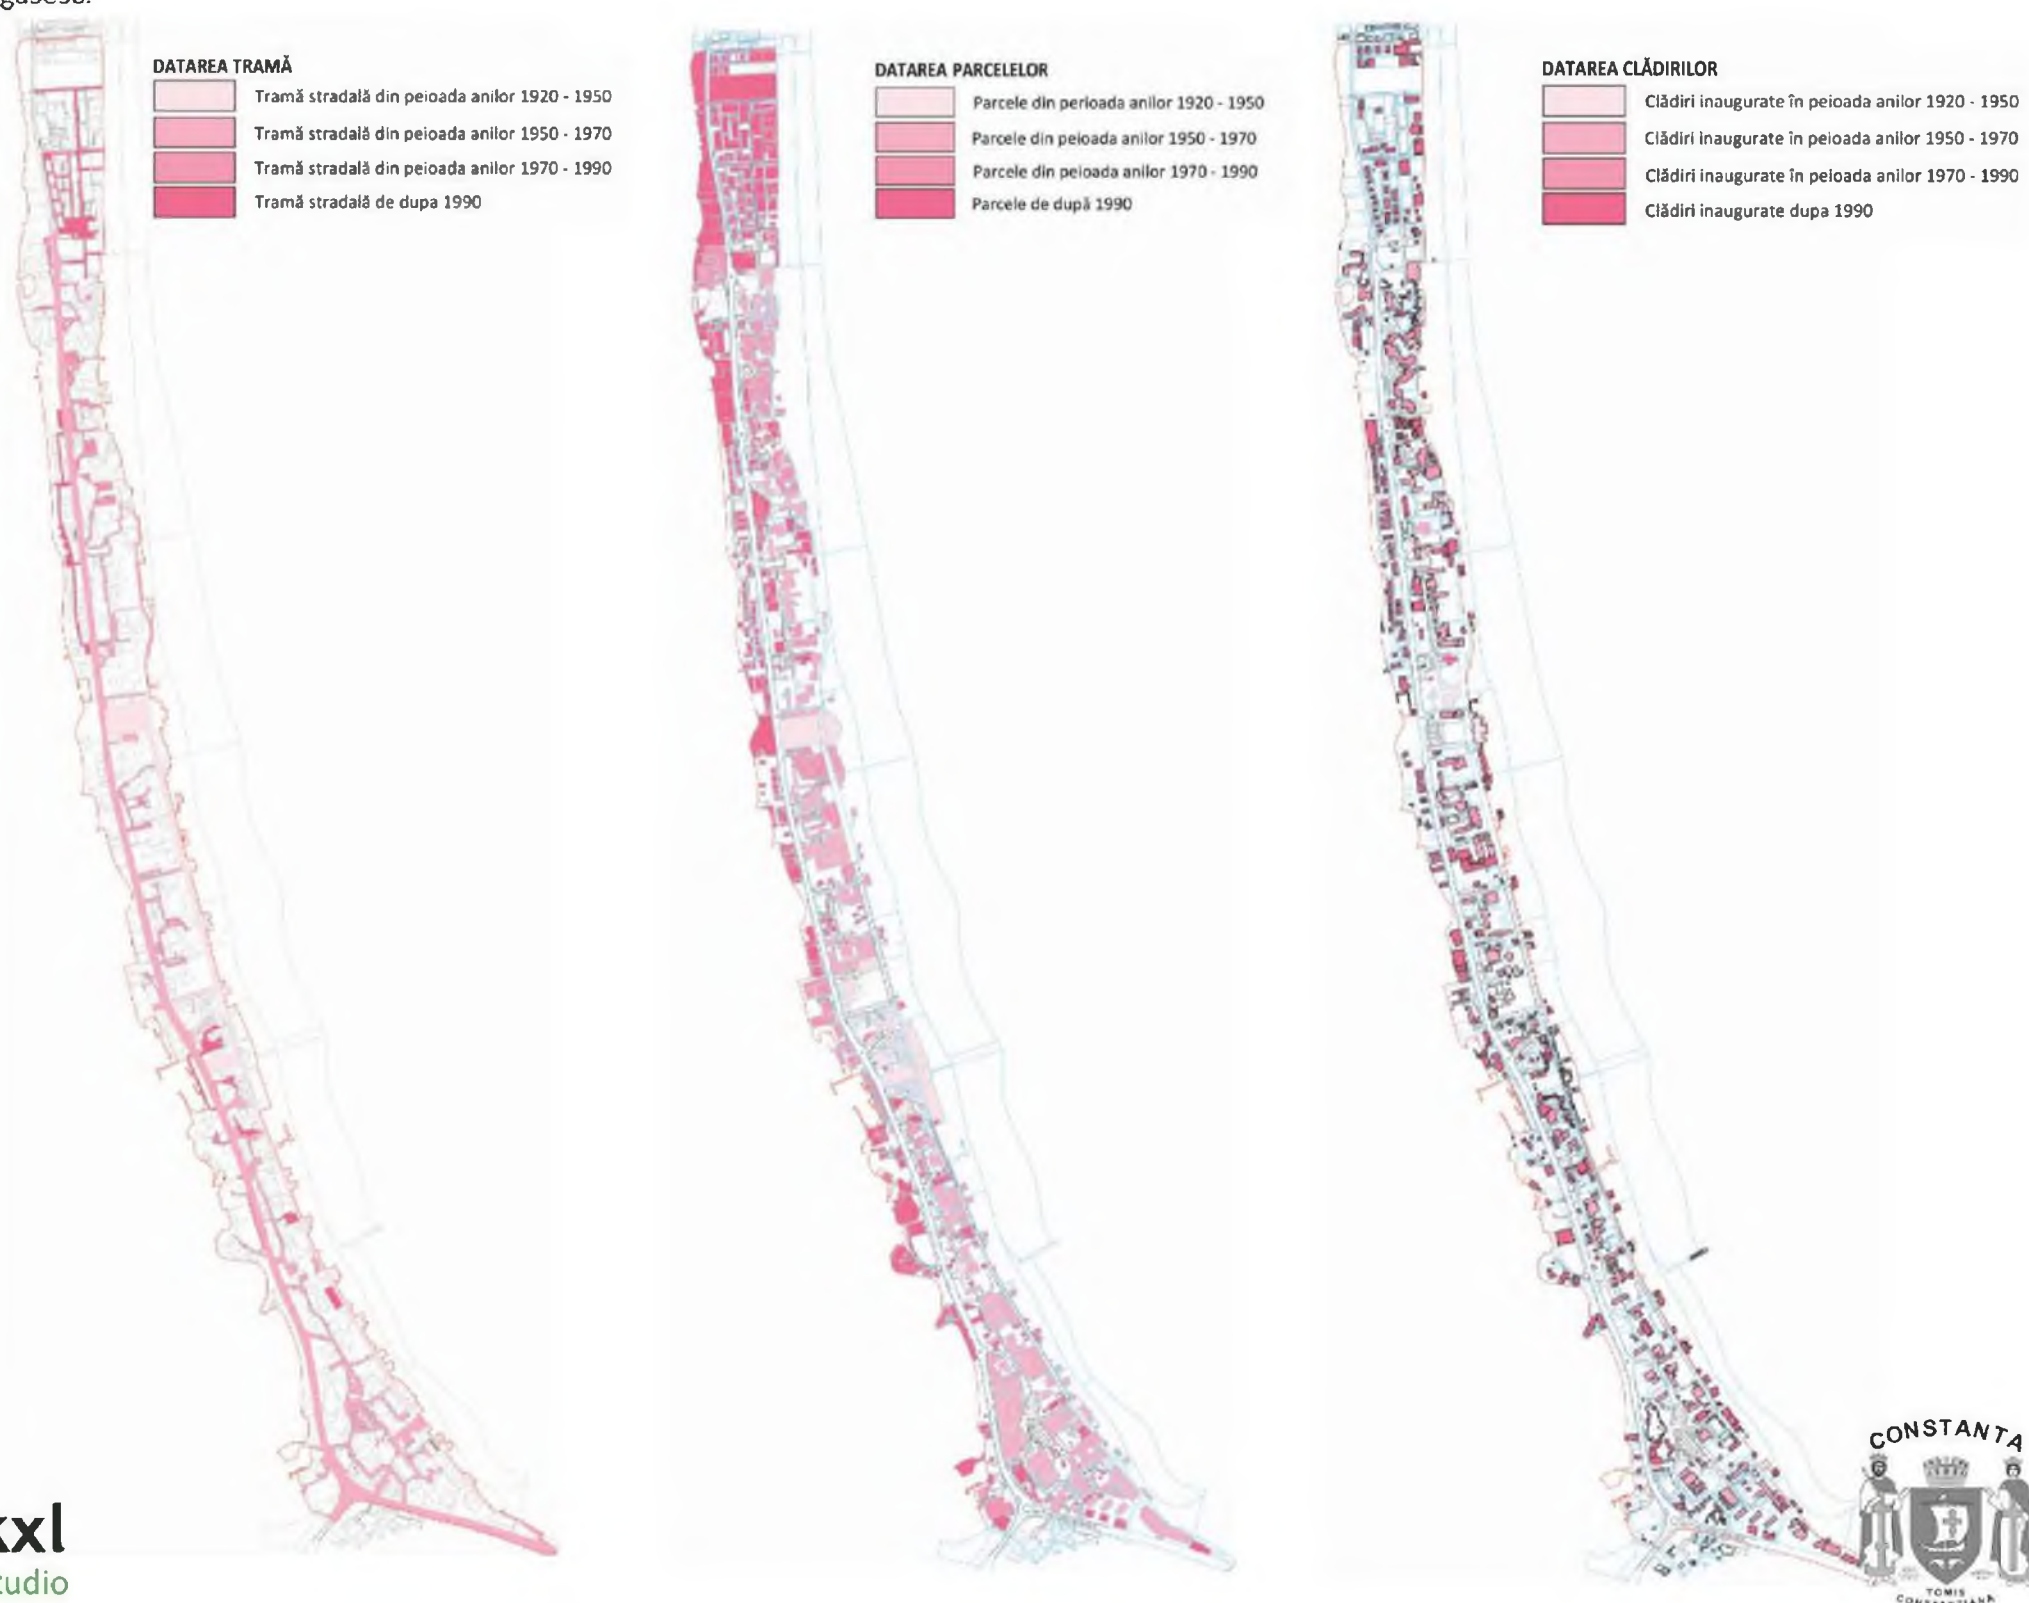 DATAREA TRAMĂ
Tramă stradală din peioada anilor 1920 - 1950
Tramă stradală din peioada anilor 1950 - 1970
Tramă stradală din peioada anilor 1970 - 1990
Tramă stradală de dupa 1990
DATAREA PARCELELOR
Parcele din perioada anilor 1920 - 1950
Parcele din peioada anilor 1950 - 1970
Parcele din peioada anilor 1970 - 1990
Parcele de după 1990
DATAREA CLĂDIRILOR
Clădiri inaugurate în peioada anilor 1920 - 1950
Clădiri inaugurate în peioada anilor 1950 - 1970
Clădiri inaugurate în peioada anilor 1970 - 1990
Clădiri inaugurate dupa 1990
xxl
tudio
CONSTANTA
TOMIS